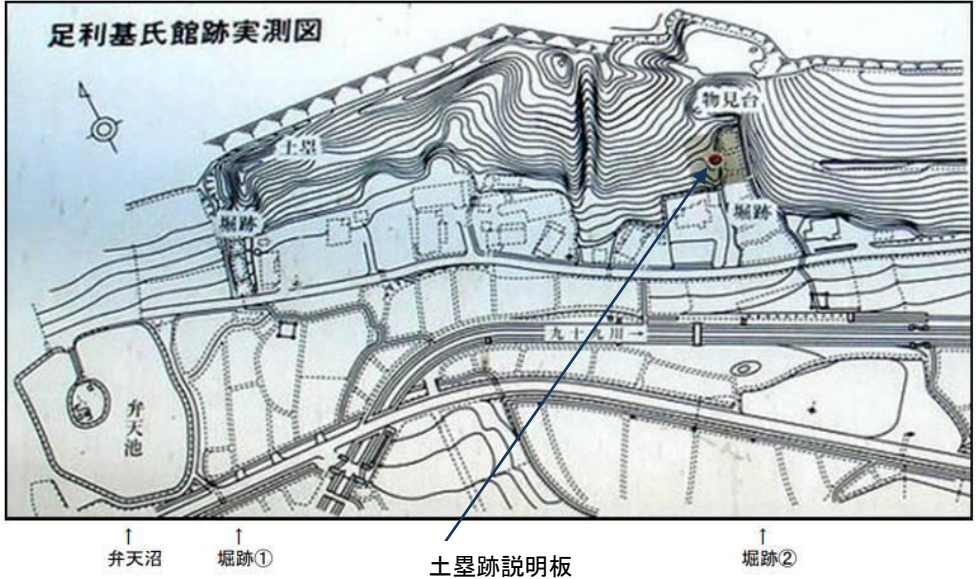 足利基氏館跡実測図
物見台
土塁
堀跡
堀跡
九十九川→
弁天池
↑
弁天沼
↑
堀跡①
土塁跡説明板
↑
堀跡②